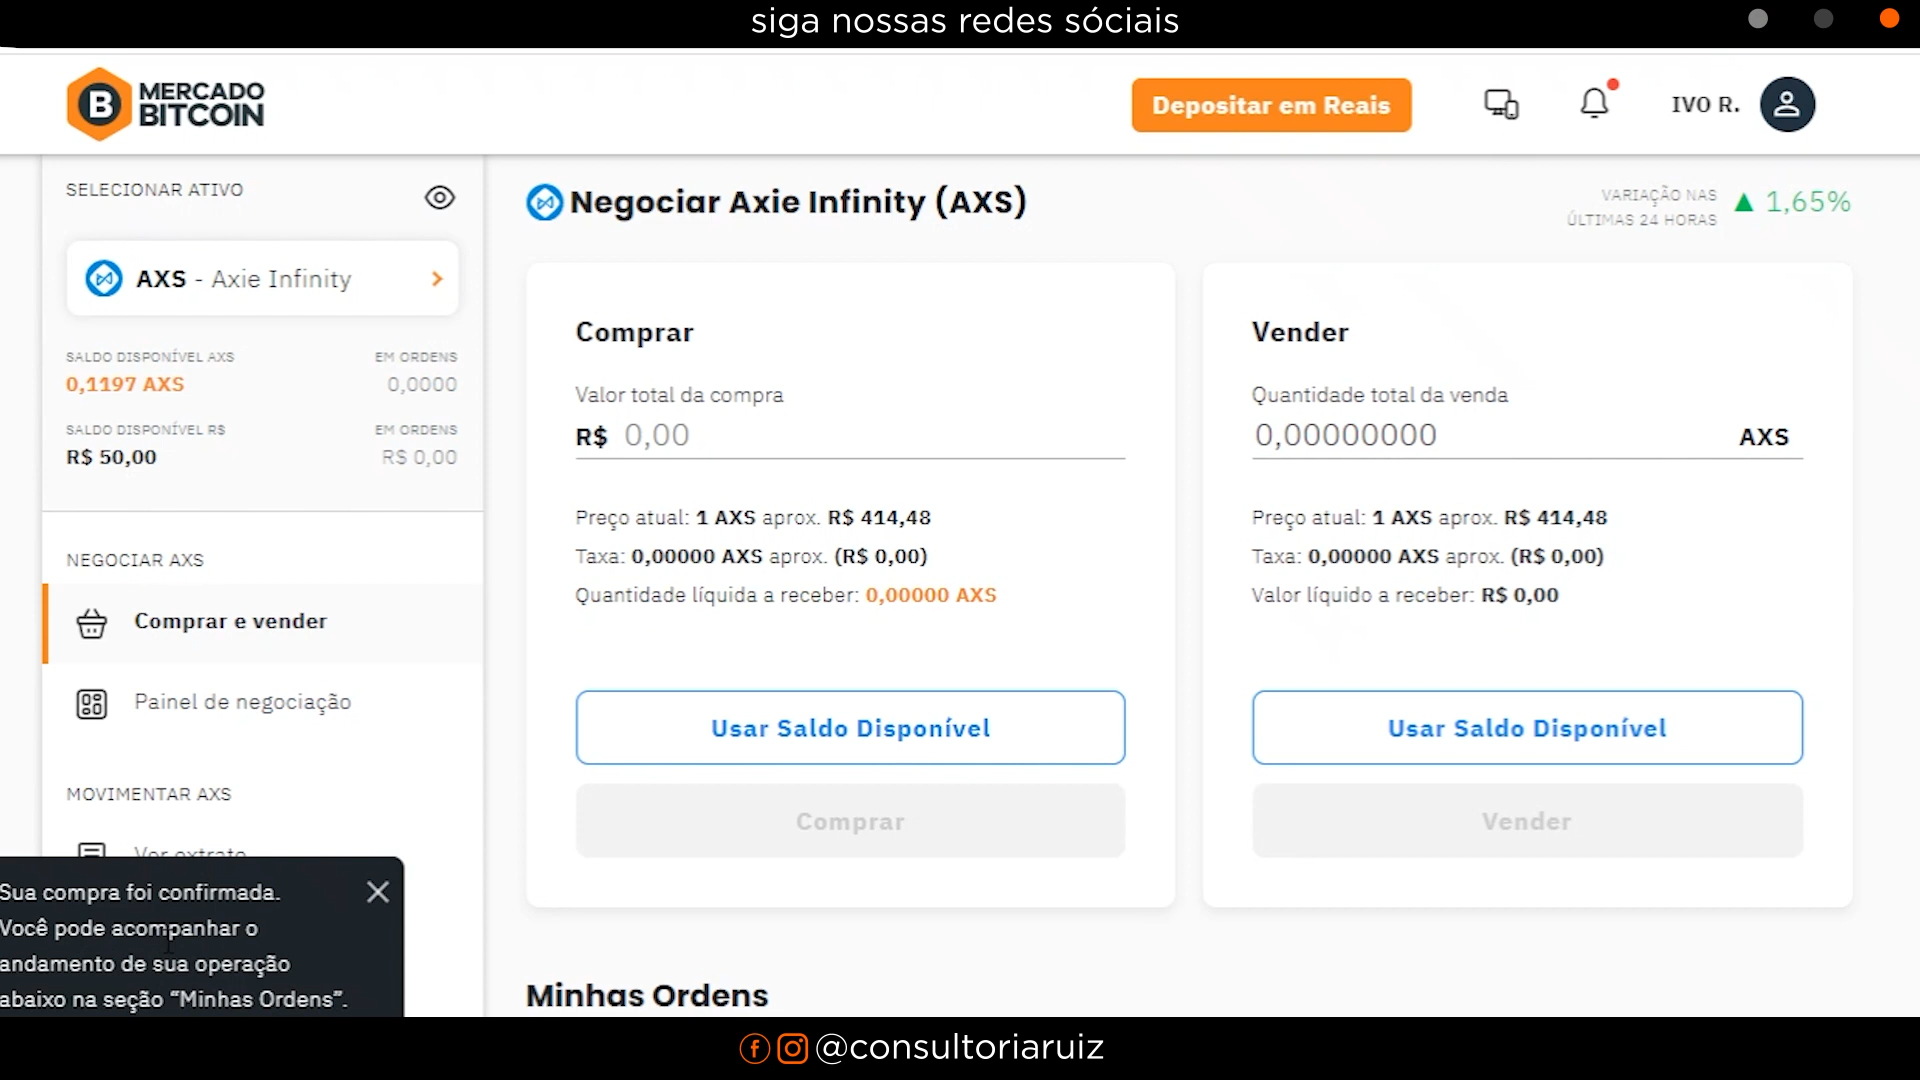 siga nossas redes sóciais
MERCADO
BITCOIN
Depositar em Reais
IVO R.
SELECIONAR ATIVO
AXS - Axie Infinity
SALDO DISPONÍVEL AXS
EM ORDENS
0,1197 AXS
0,0000
SALDO DISPONÍVEL R$
EM ORDENS
R$ 50,00
R$ 0,00
NEGOCIAR AXS
Comprar e vender
Painel de negociação
MOVIMENTAR AXS
Ver extrato
Sua compra foi confirmada.
Você pode acompanhar o
andamento de sua operação
abaixo na seção “Minhas Ordens”.
Negociar Axie Infinity (AXS)
VARIAÇÃO NAS
ÚLTIMAS 24 HORAS
▲ 1,65%
Comprar
Valor total da compra
R$ 0,00
Preço atual: 1 AXS aprox. R$ 414,48
Taxa: 0,00000 AXS aprox. (R$ 0,00)
Quantidade líquida a receber: 0,00000 AXS
Usar Saldo Disponível
Comprar
Vender
Quantidade total da venda
0,00000000 AXS
Preço atual: 1 AXS aprox. R$ 414,48
Taxa: 0,00000 AXS aprox. (R$ 0,00)
Valor líquido a receber: R$ 0,00
Usar Saldo Disponível
Vender
Minhas Ordens
@consultoriaruiz